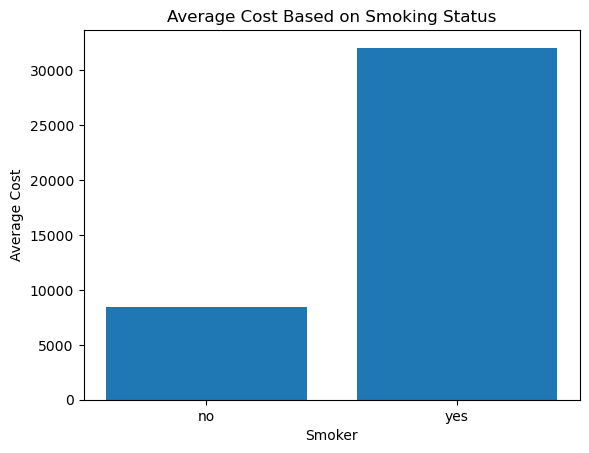 Average Cost Based on Smoking Status
30000
25000
20000
15000
10000
5000
0
Average Cost
no yes
Smoker